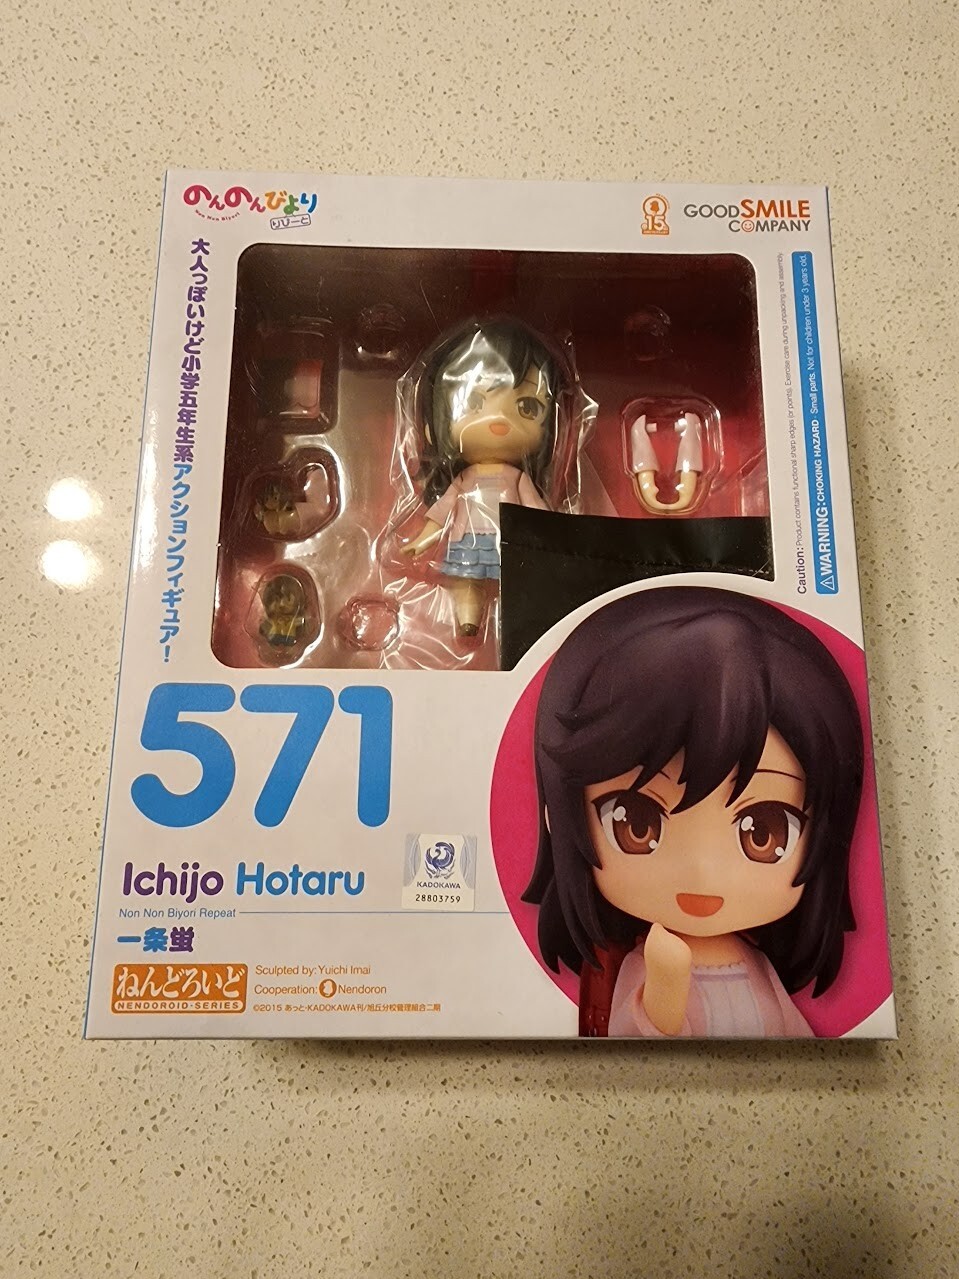 のんのんびより
Non Non Biyori
りぴーと
15
GOOD SMILE
COMPANY
大人っぽいけど小学五年生系アクションフィギュア!
Caution: Product contains functional sharp edges (or points). Exercise care during unpacking and assembly.
⚠WARNING: CHOKING HAZARD - Small parts. Not for children under 3 years old.
571
Ichijo Hotaru
KADOKAWA
28803759
Non Non Biyori Repeat
一条蛍
ねんどろいど
NENDOROID-SERIES
Sculpted by: Yuichi Imai
Cooperation: Nendoron
©2015 あっと・KADOKAWA刊/旭丘分校管理組合二期